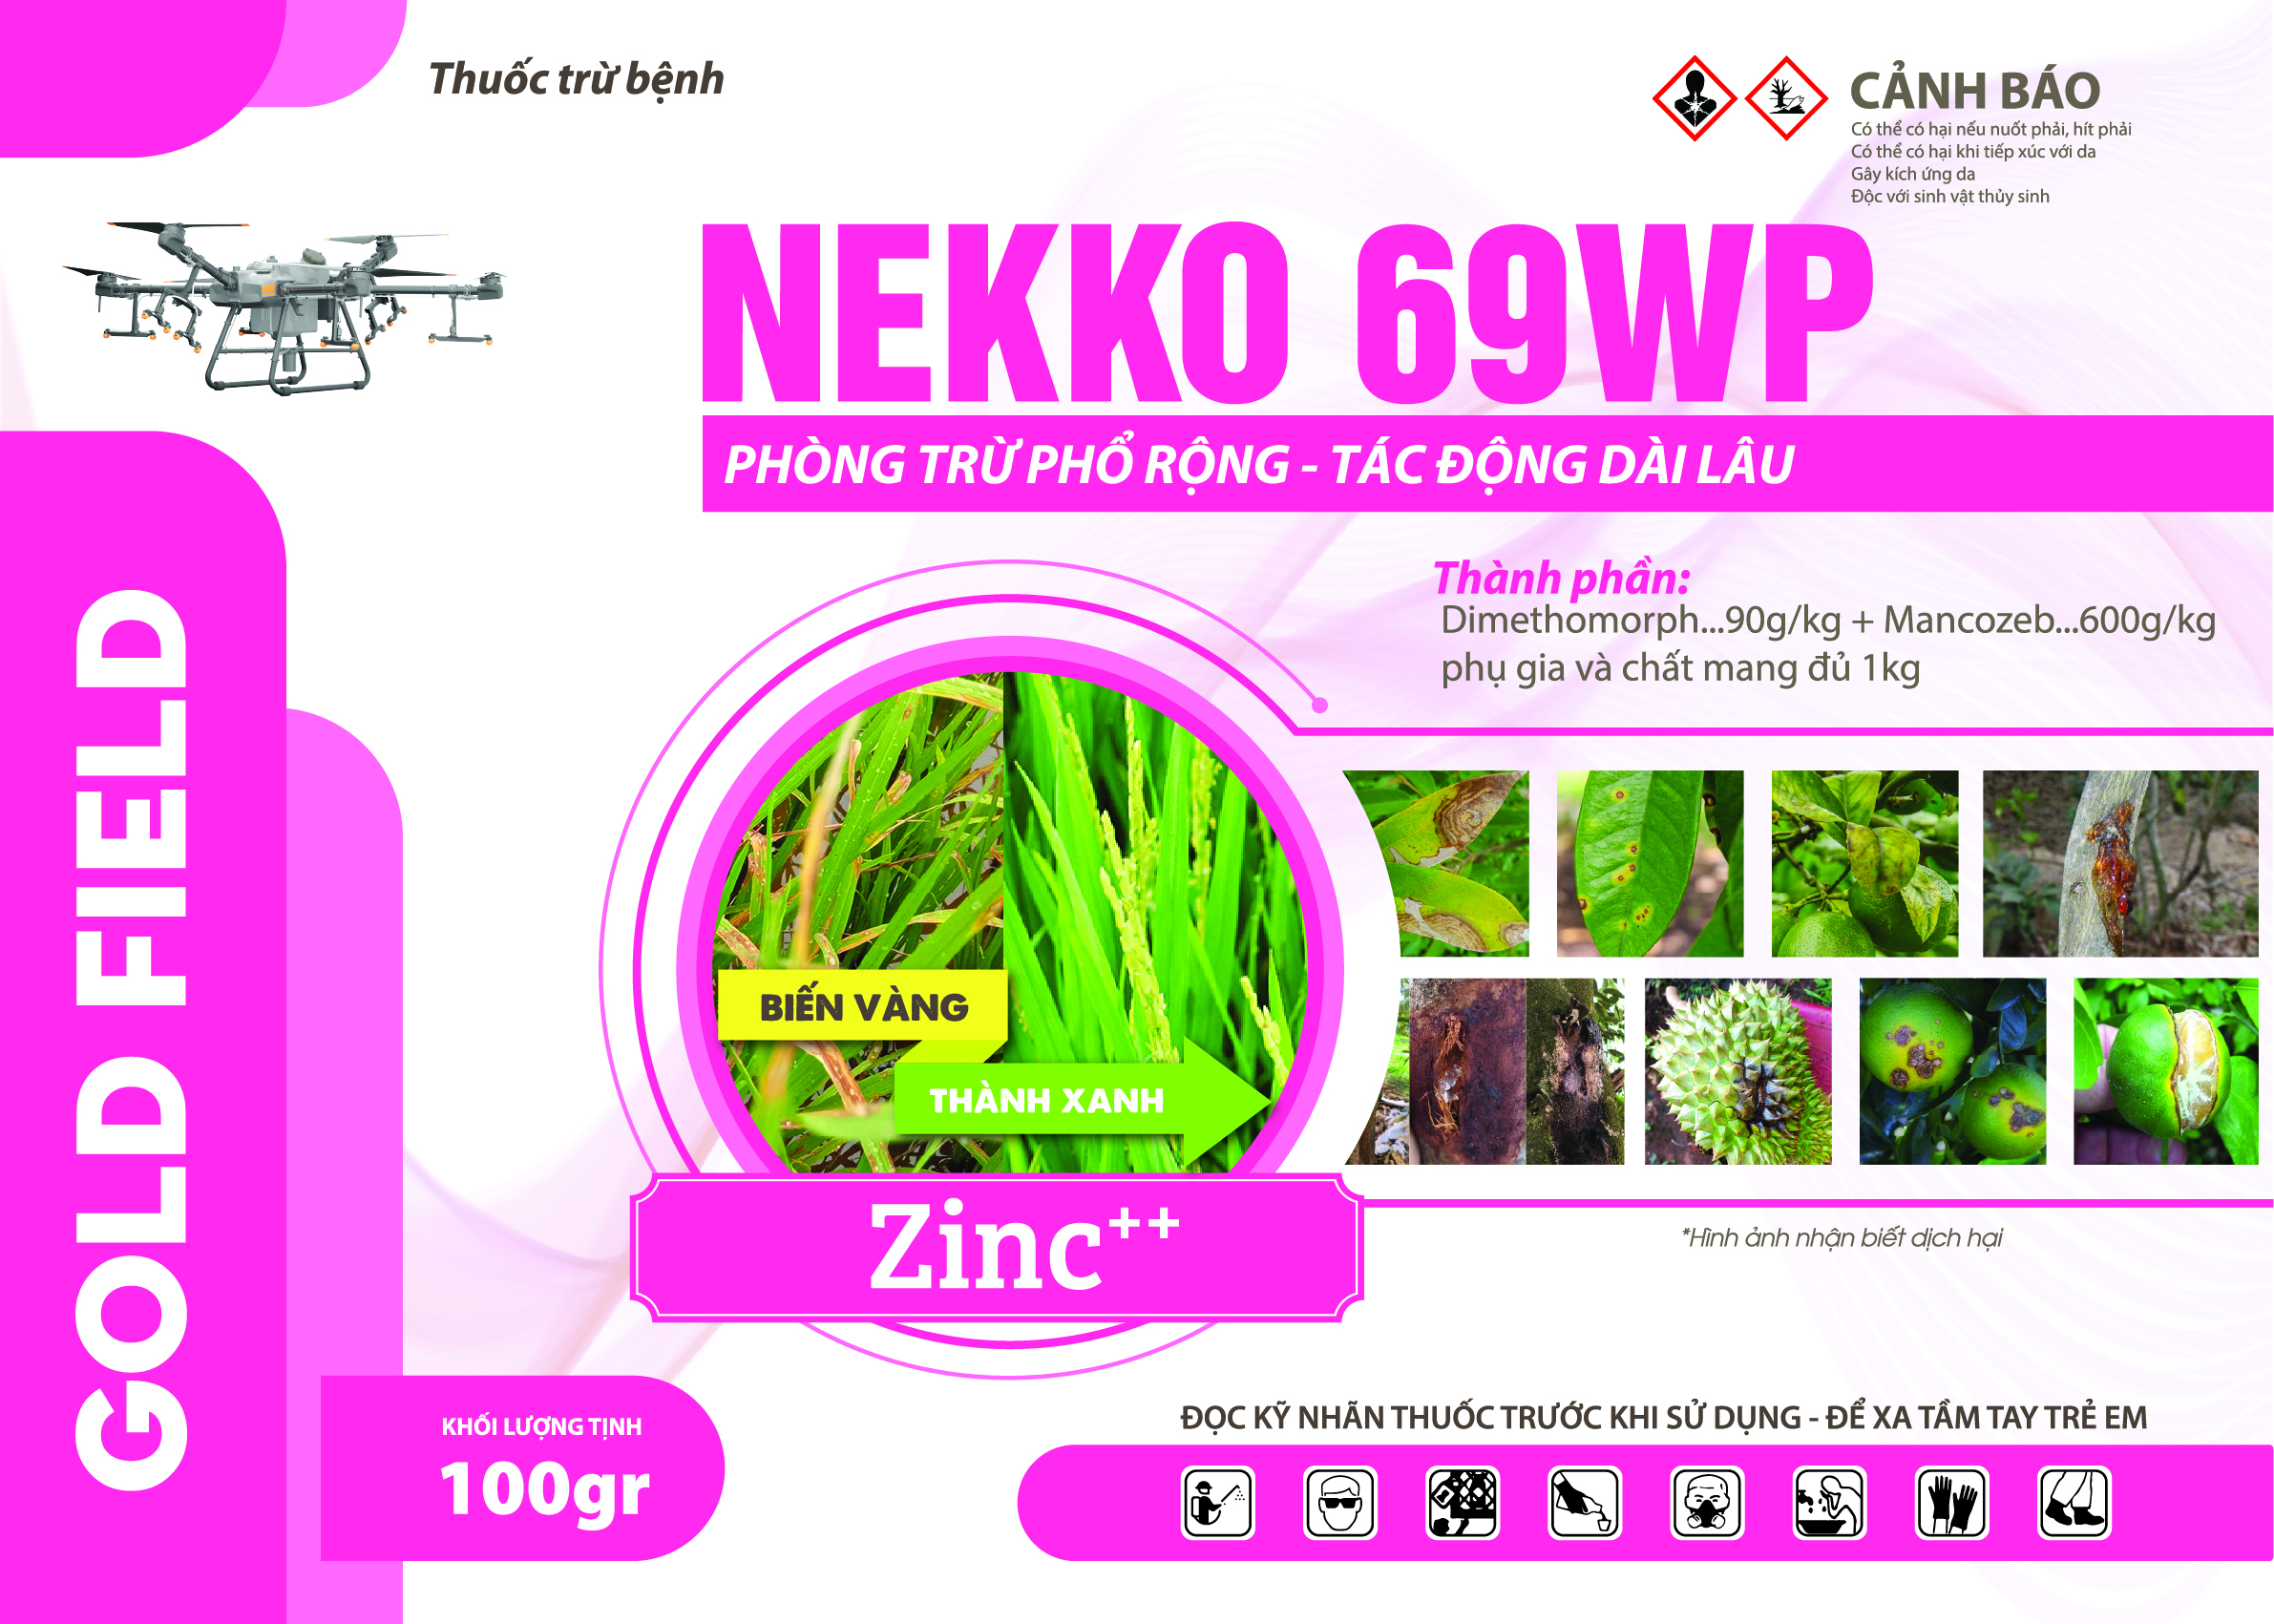 Thuốc trừ bệnh
CẢNH BÁO
Có thể có hại nếu nuốt phải, hít phải
Có thể có hại khi tiếp xúc với da
Gây kích ứng da
Độc với sinh vật thủy sinh
NEKKO 69WP
PHÒNG TRỪ PHỔ RỘNG - TÁC ĐỘNG DÀI LÂU
Thành phần:
Dimethomorph...90g/kg + Mancozeb...600g/kg
phụ gia và chất mang đủ 1kg
GOLD FIELD
BIẾN VÀNG
THÀNH XANH
Zinc++
*Hình ảnh nhận biết dịch hại
KHỐI LƯỢNG TỊNH
100gr
ĐỌC KỸ NHÃN THUỐC TRƯỚC KHI SỬ DỤNG - ĐỂ XA TẦM TAY TRẺ EM